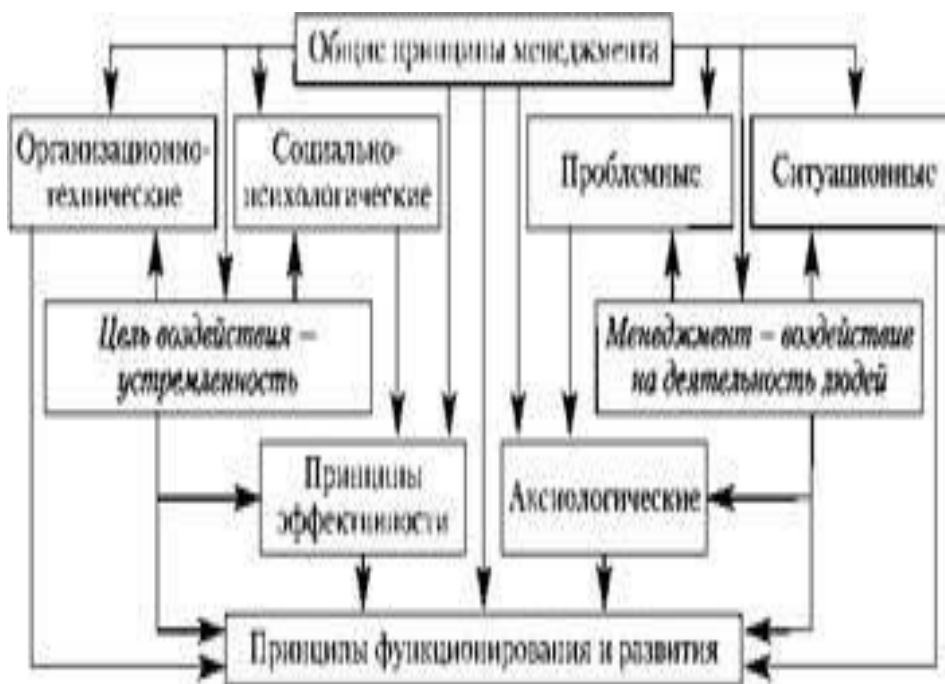 Общие принципы менеджмента
Организационно-
технические
Социально-
психологические
Проблемные
Ситуационные
Цель воздействия –
устремленность
Менеджмент – воздействие
на деятельность людей
Принципы
эффективности
Аксиологические
Принципы функционирования и развития